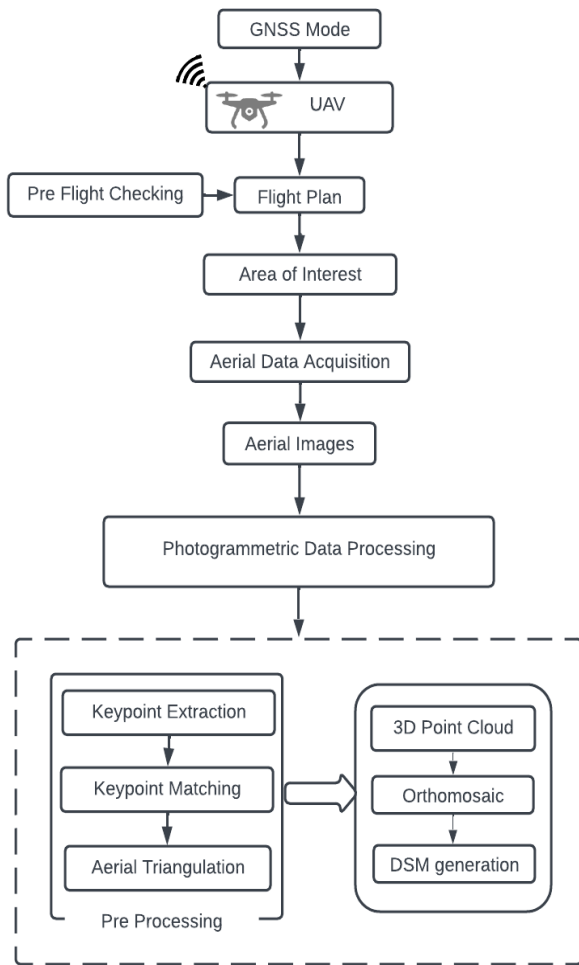 GNSS Mode
UAV
Pre Flight Checking
Flight Plan
Area of Interest
Aerial Data Acquisition
Aerial Images
Photogrammetric Data Processing
Keypoint Extraction
Keypoint Matching
Aerial Triangulation
Pre Processing
3D Point Cloud
Orthomosaic
DSM generation